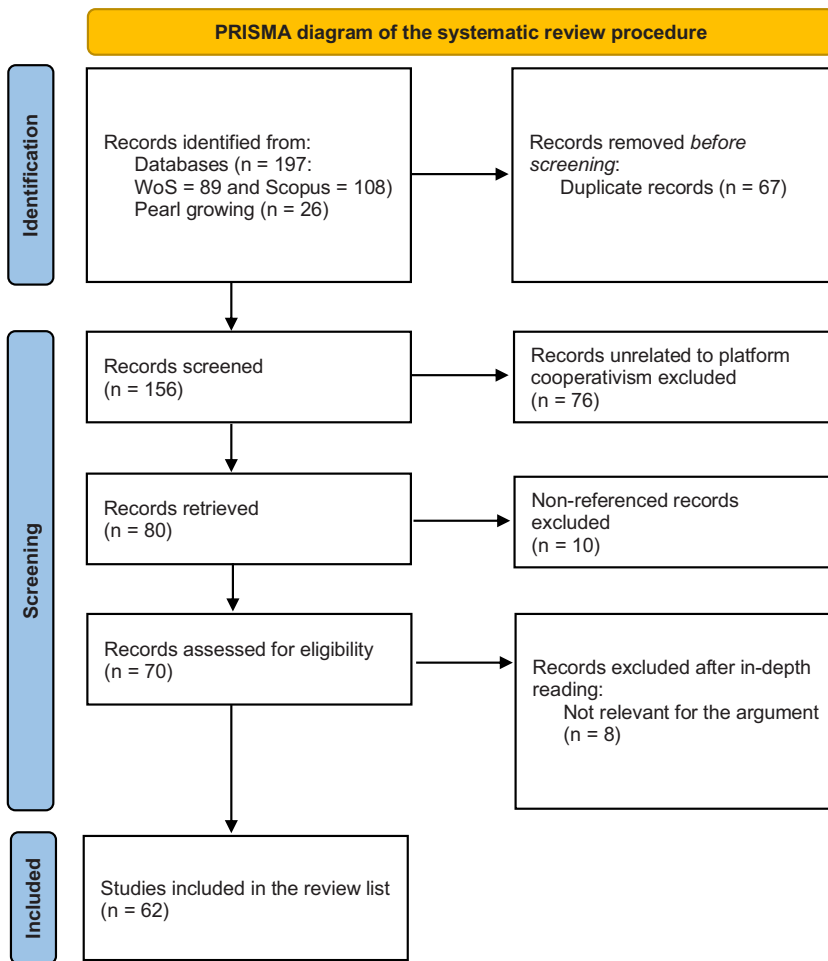 PRISMA diagram of the systematic review procedure
Identification
Records identified from:
Databases (n = 197:
WoS = 89 and Scopus = 108)
Pearl growing (n = 26)
Records removed before
screening:
Duplicate records (n = 67)
Screening
Records screened
(n = 156)
Records unrelated to platform
cooperativism excluded
(n = 76)
Records retrieved
(n = 80)
Non-referenced records
excluded
(n = 10)
Records assessed for eligibility
(n = 70)
Records excluded after in-depth
reading:
Not relevant for the argument
(n = 8)
Included
Studies included in the review list
(n = 62)